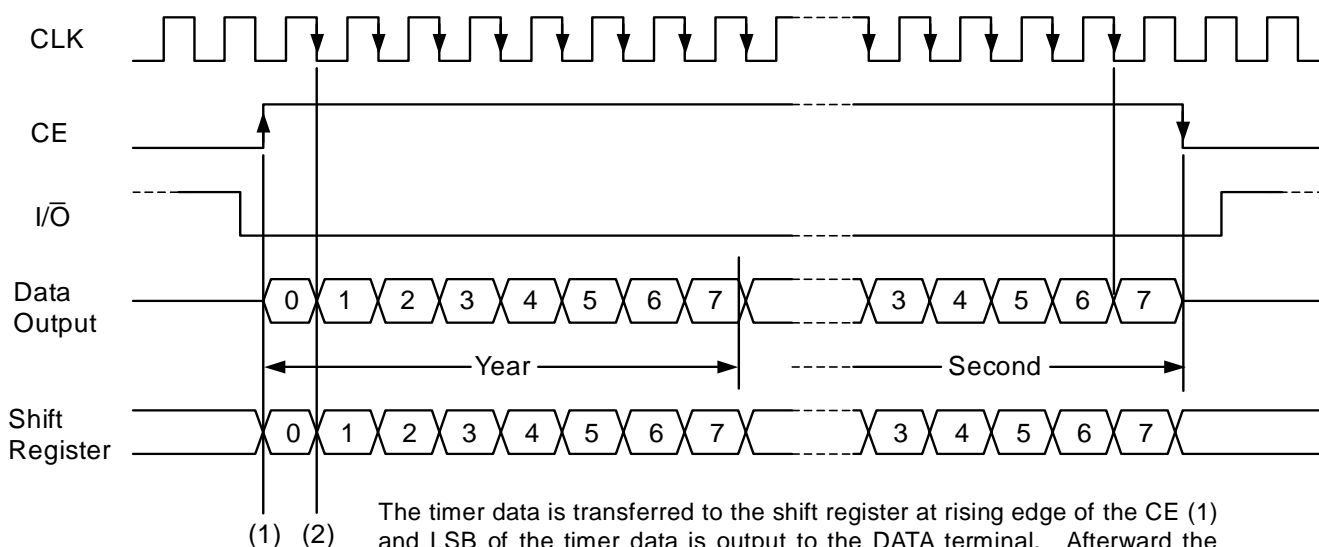 CLK
CE
I/O̅
Data
Output
0 1 2 3 4 5 6 7 3 4 5 6 7
Year Second
Shift
Register
0 1 2 3 4 5 6 7 3 4 5 6 7
(1) (2)
The timer data is transferred to the shift register at rising edge of the CE (1)
and LSB of the timer data is output to the DATA terminal. Afterward the